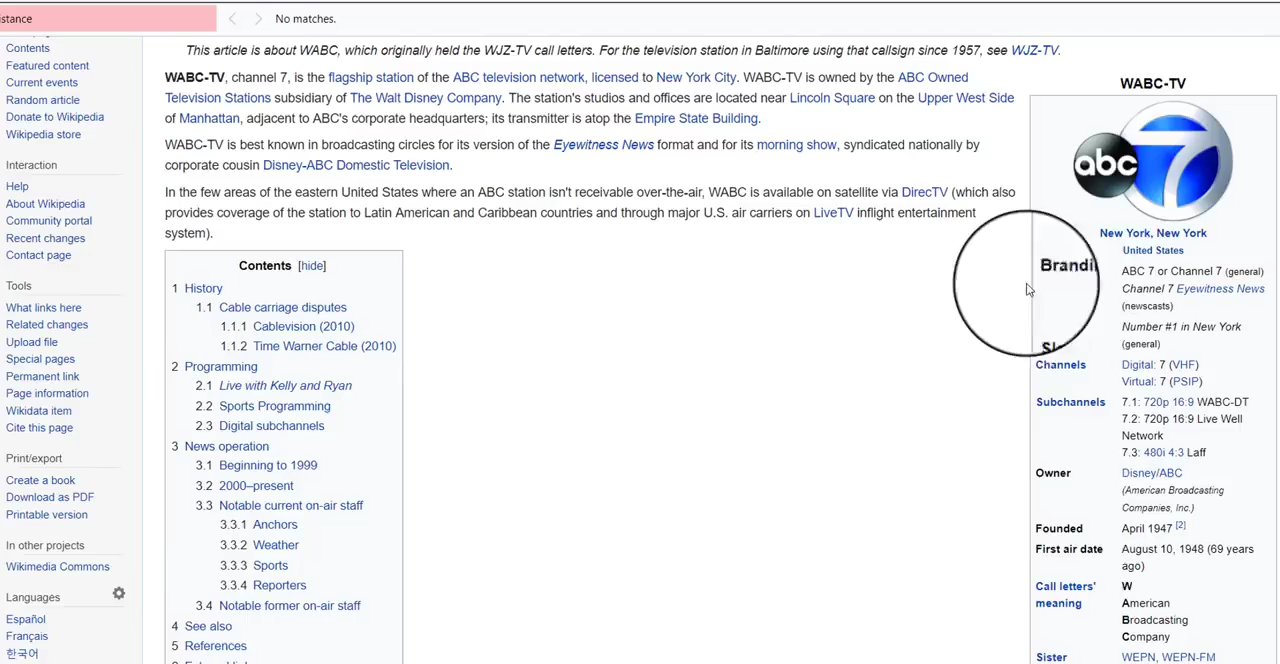 istance
No matches.
Contents
Featured content
Current events
Random article
Donate to Wikipedia
Wikipedia store
Interaction
Help
About Wikipedia
Community portal
Recent changes
Contact page
Tools
What links here
Related changes
Upload file
Special pages
Permanent link
Page information
Wikidata item
Cite this page
Print/export
Create a book
Download as PDF
Printable version
In other projects
Wikimedia Commons
Languages
Español
Français
한국어
This article is about WABC, which originally held the WJZ-TV call letters. For the television station in Baltimore using that callsign since 1957, see WJZ-TV.
WABC-TV, channel 7, is the flagship station of the ABC television network, licensed to New York City. WABC-TV is owned by the ABC Owned
Television Stations subsidiary of The Walt Disney Company. The station's studios and offices are located near Lincoln Square on the Upper West Side
of Manhattan, adjacent to ABC's corporate headquarters; its transmitter is atop the Empire State Building.
WABC-TV is best known in broadcasting circles for its version of the Eyewitness News format and for its morning show, syndicated nationally by
corporate cousin Disney-ABC Domestic Television.
In the few areas of the eastern United States where an ABC station isn't receivable over-the-air, WABC is available on satellite via DirecTV (which also
provides coverage of the station to Latin American and Caribbean countries and through major U.S. air carriers on LiveTV inflight entertainment
system).
Contents [hide]
1 History
1.1 Cable carriage disputes
1.1.1 Cablevision (2010)
1.1.2 Time Warner Cable (2010)
2 Programming
2.1 Live with Kelly and Ryan
2.2 Sports Programming
2.3 Digital subchannels
3 News operation
3.1 Beginning to 1999
3.2 2000–present
3.3 Notable current on-air staff
3.3.1 Anchors
3.3.2 Weather
3.3.3 Sports
3.3.4 Reporters
3.4 Notable former on-air staff
4 See also
5 References
WABC-TV
abc 7
New York, New York
United States
Brandi
ABC 7 or Channel 7 (general)
Channel 7 Eyewitness News
(newscasts)
Number #1 in New York
(general)
Channels Digital: 7 (VHF)
Virtual: 7 (PSIP)
Subchannels 7.1: 720p 16:9 WABC-DT
7.2: 720p 16:9 Live Well
Network
7.3: 480i 4:3 Laff
Owner Disney/ABC
(American Broadcasting
Companies, Inc.)
Founded April 1947 [2]
First air date August 10, 1948 (69 years
ago)
Call letters' W
meaning American
Broadcasting
Company
Sister WEPN, WEPN-FM